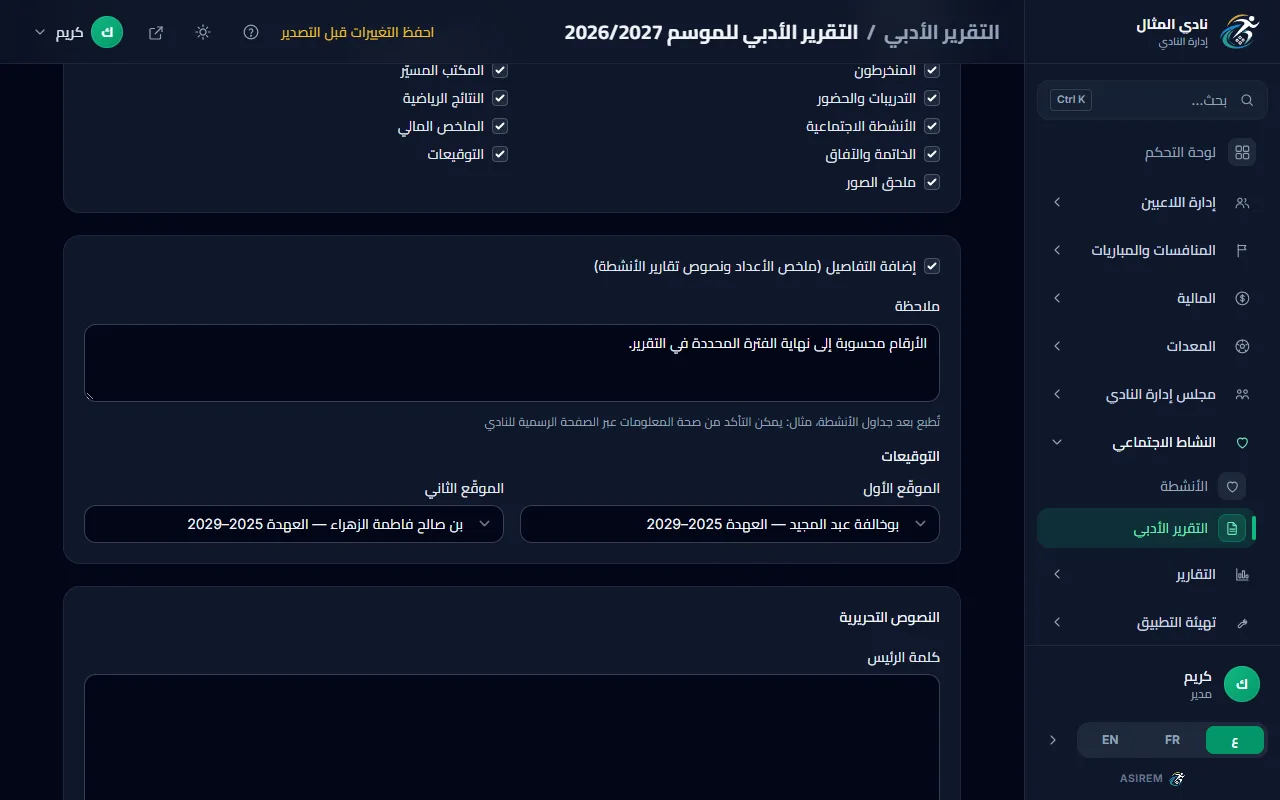 نادي المثال
إدارة النادي
بحث...
Ctrl K
لوحة التحكم
إدارة اللاعبين
المنافسات والمباريات
المالية
المعدات
مجلس إدارة النادي
النشاط الاجتماعي
الأنشطة
التقرير الأدبي
التقارير
تهيئة التطبيق
ك
كريم
مدير
ع
FR
EN
ASIREM
التقرير الأدبي / التقرير الأدبي للموسم 2026/2027
احفظ التغييرات قبل التصدير
ك كريم
المنخرطون
المكتب المسيّر
التدريبات والحضور
النتائج الرياضية
الأنشطة الاجتماعية
الملخص المالي
الخاتمة والآفاق
التوقيعات
ملحق الصور
إضافة التفاصيل (ملخص الأعداد ونصوص تقارير الأنشطة)
ملاحظة
الأرقام محسوبة إلى نهاية الفترة المحددة في التقرير.
تُطبع بعد جداول الأنشطة، مثال: يمكن التأكد من صحة المعلومات عبر الصفحة الرسمية للنادي
التوقيعات
الموقّع الأول
الموقّع الثاني
بوخالفة عبد المجيد — العهدة 2025–2029
بن صالح فاطمة الزهراء — العهدة 2025–2029
النصوص التحريرية
كلمة الرئيس